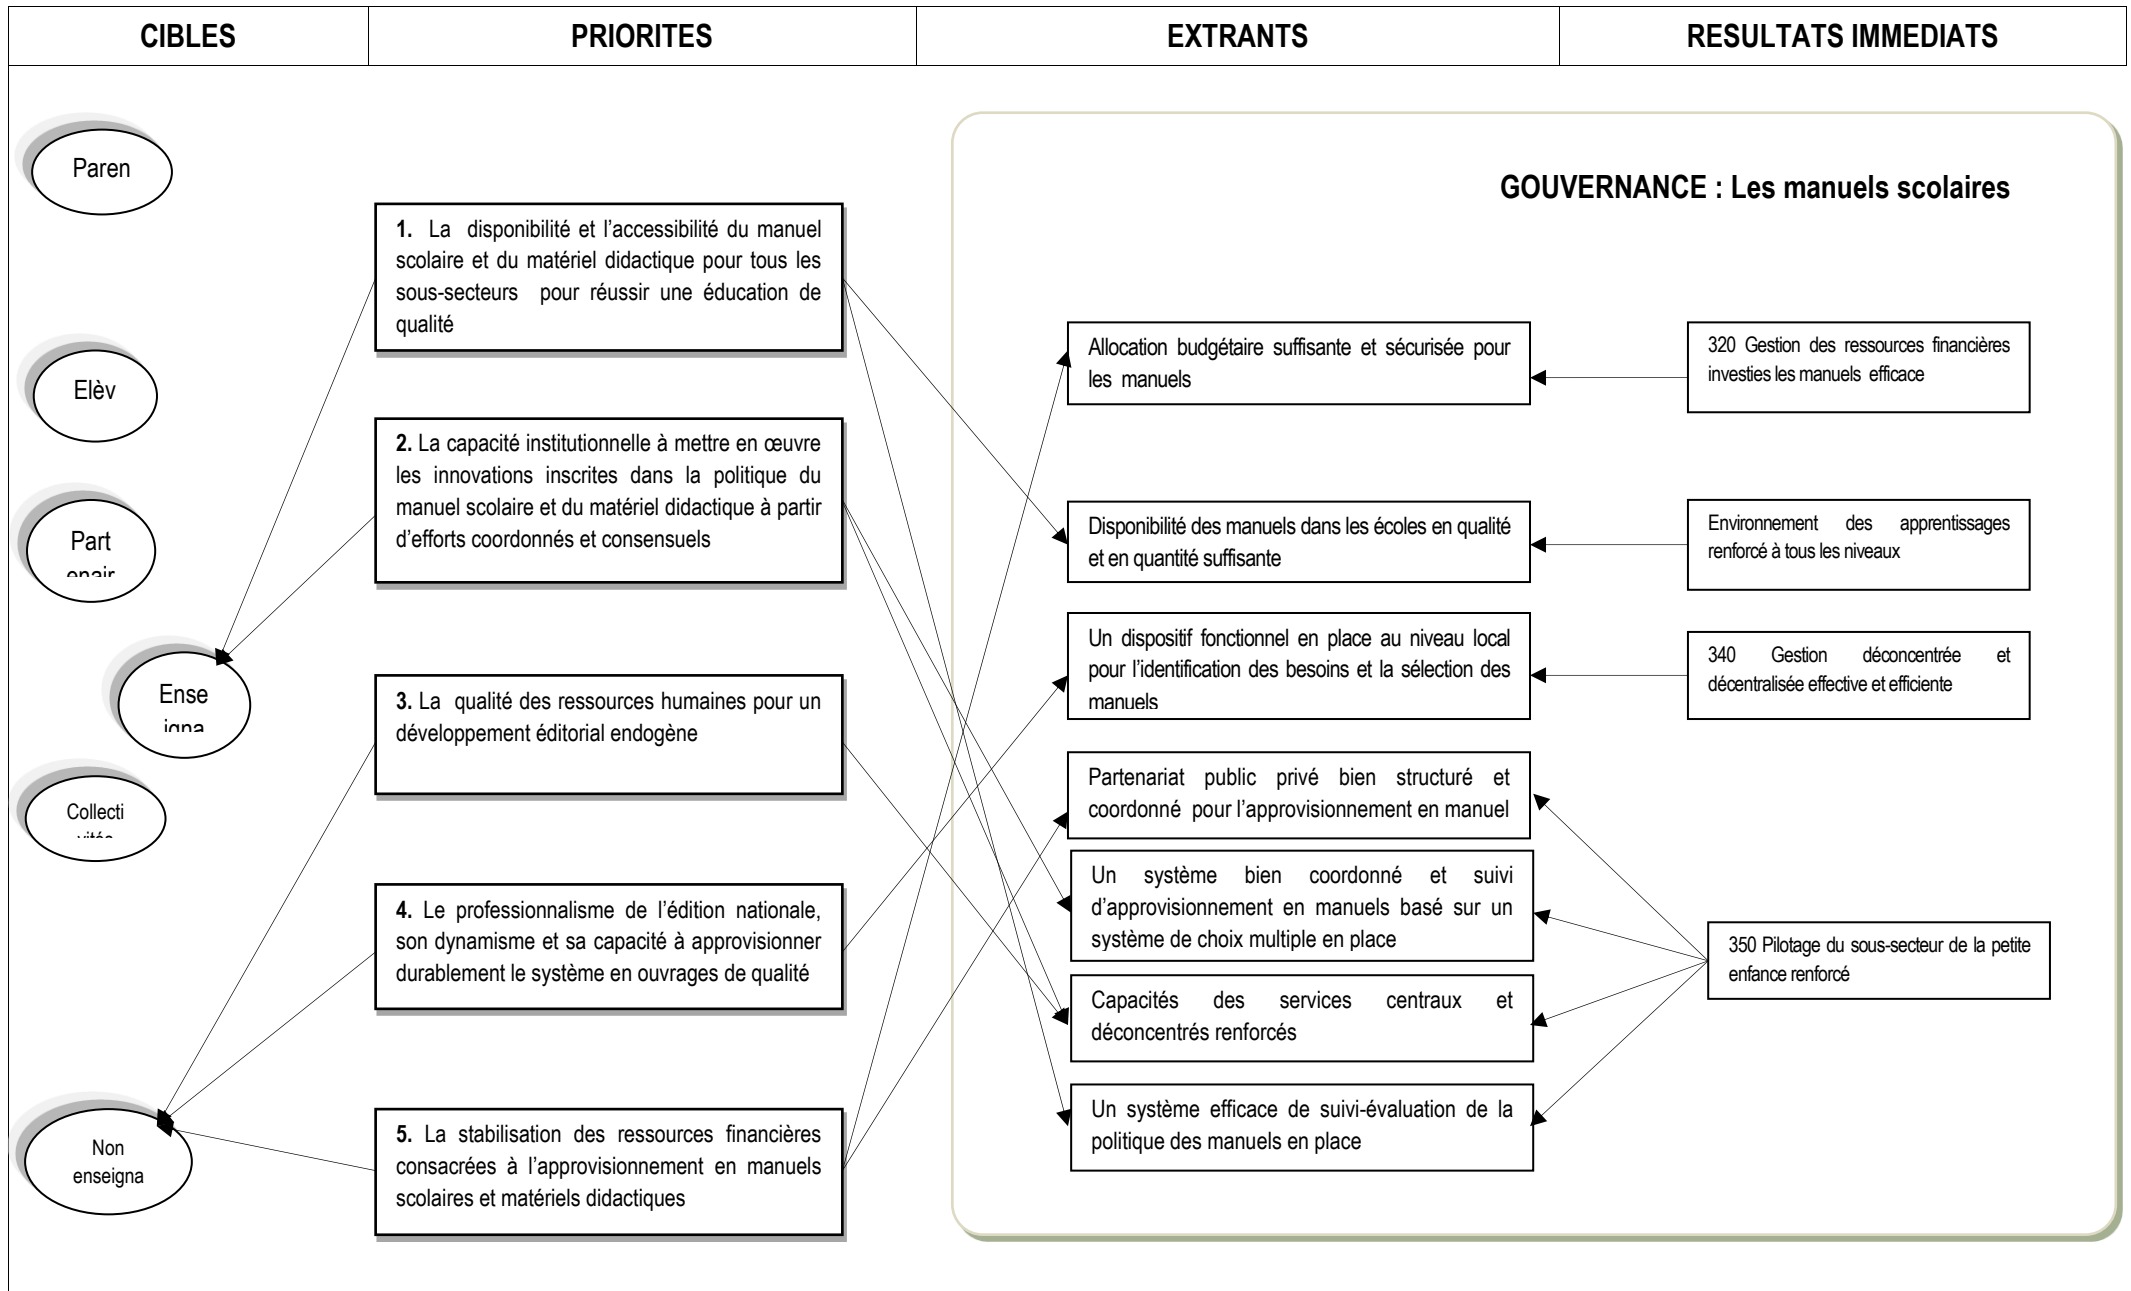 CIBLES
PRIORITES
EXTRANTS
RESULTATS IMMEDIATS
Paren
Elèv
Part
enair
Ense
igna
Collecti
vités
Non
enseigna
1. La disponibilité et l’accessibilité du manuel
scolaire et du matériel didactique pour tous les
sous-secteurs pour réussir une éducation de
qualité
2. La capacité institutionnelle à mettre en œuvre
les innovations inscrites dans la politique du
manuel scolaire et du matériel didactique à partir
d’efforts coordonnés et consensuels
3. La qualité des ressources humaines pour un
développement éditorial endogène
4. Le professionnalisme de l’édition nationale,
son dynamisme et sa capacité à approvisionner
durablement le système en ouvrages de qualité
5. La stabilisation des ressources financières
consacrées à l’approvisionnement en manuels
scolaires et matériels didactiques
GOUVERNANCE : Les manuels scolaires
Allocation budgétaire suffisante et sécurisée pour
les manuels
Disponibilité des manuels dans les écoles en qualité
et en quantité suffisante
Un dispositif fonctionnel en place au niveau local
pour l’identification des besoins et la sélection des
manuels
Partenariat public privé bien structuré et
coordonné pour l’approvisionnement en manuel
Un système bien coordonné et suivi
d’approvisionnement en manuels basé sur un
système de choix multiple en place
Capacités des services centraux et
déconcentrés renforcés
Un système efficace de suivi-évaluation de la
politique des manuels en place
320 Gestion des ressources financières
investies les manuels efficace
Environnement des apprentissages
renforcé à tous les niveaux
340 Gestion déconcentrée et
décentralisée effective et efficiente
350 Pilotage du sous-secteur de la petite
enfance renforcé